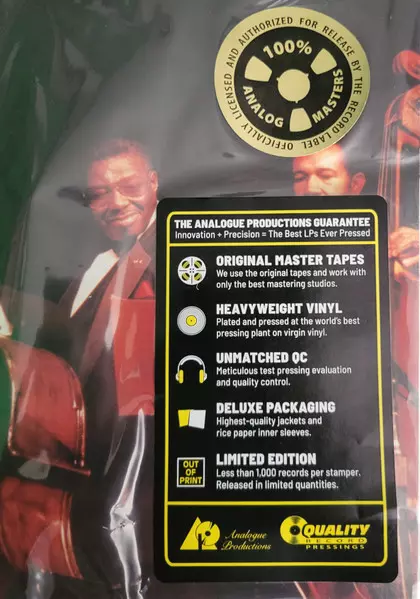 OFFICIALLY LICENSED AND AUTHORIZED FOR RELEASE BY THE RECORD LABEL
100%
ANALOG MASTERS
THE ANALOGUE PRODUCTIONS GUARANTEE
Innovation + Precision = The Best LPs Ever Pressed
ORIGINAL MASTER TAPES
We use the original tapes and work with
only the best mastering studios.
HEAVYWEIGHT VINYL
Plated and pressed at the world's best
pressing plant on virgin vinyl.
UNMATCHED QC
Meticulous test pressing evaluation
and quality control.
DELUXE PACKAGING
Highest-quality jackets and
rice paper inner sleeves.
OUT
OF
PRINT
LIMITED EDITION
Less than 1,000 records per stamper.
Released in limited quantities.
Analogue
Productions
QUALITY
RECORD
PRESSINGS